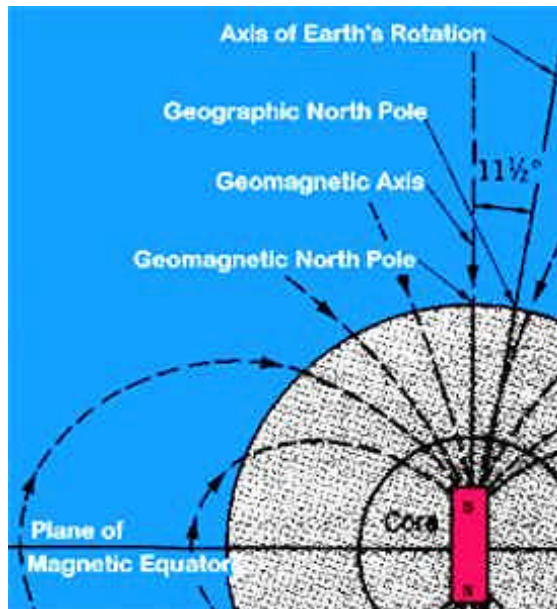 Axis of Earth's Rotation
Geographic North Pole
11½°
Geomagnetic Axis
Geomagnetic North Pole
S
Core
Plane of
Magnetic Equator
N